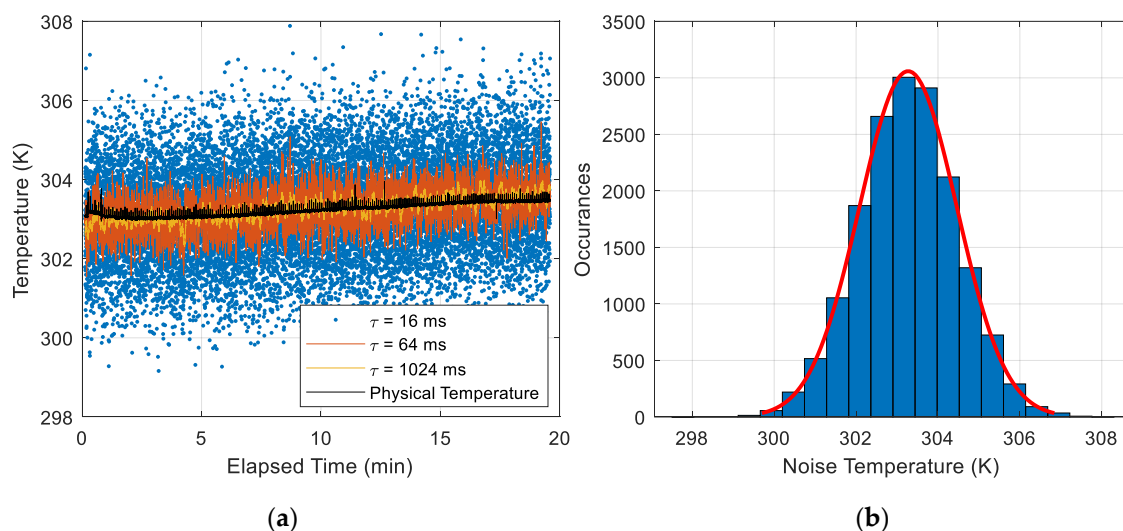 308
306
304
302
300
298
Temperature (K)
0
5
10
15
20
Elapsed Time (min)
τ = 16 ms
τ = 64 ms
τ = 1024 ms
Physical Temperature
(a)
3500
3000
2500
2000
1500
1000
500
0
Occurances
298
300
302
304
306
308
Noise Temperature (K)
(b)